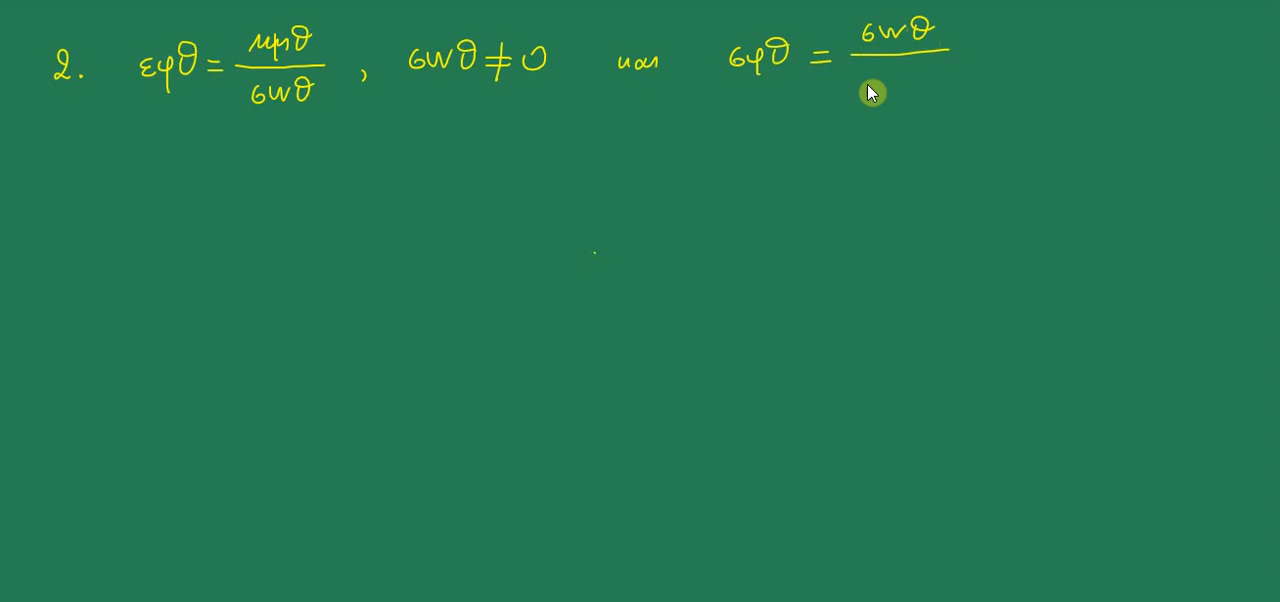 2. εφθ = ημθ / συνθ , συνθ ≠ 0 και σφθ = συνθ /